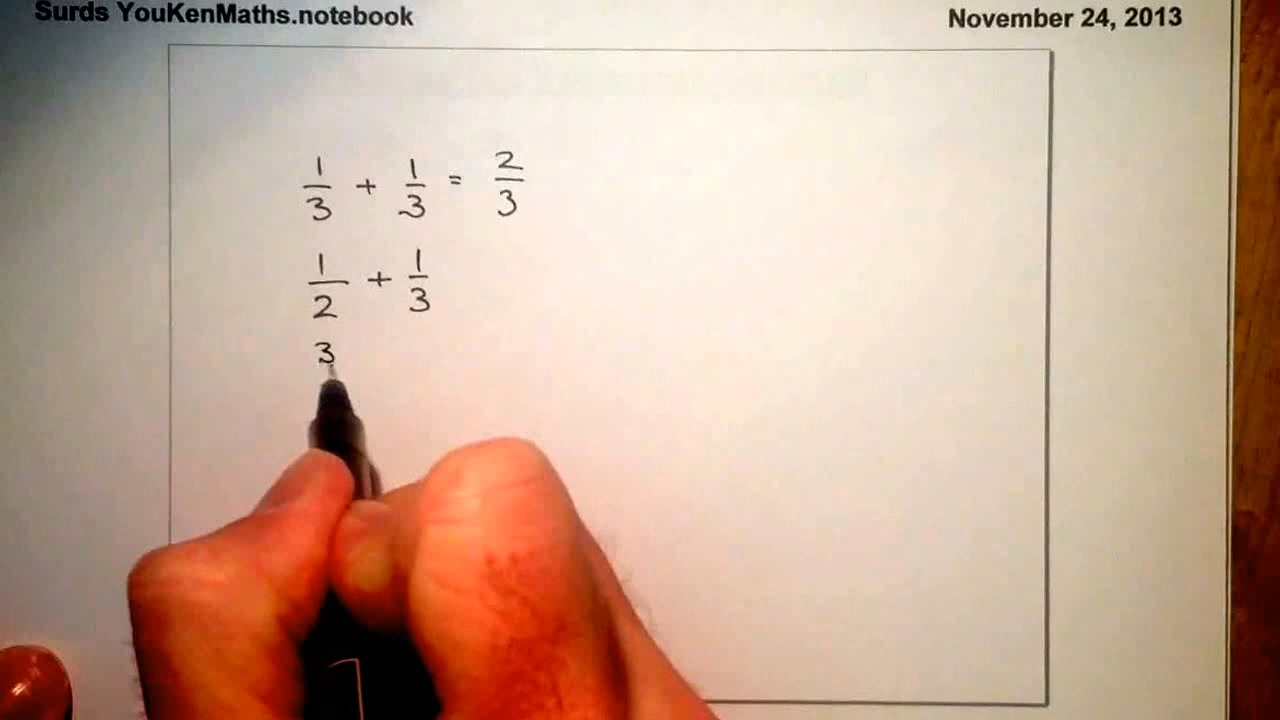 Surds YouKenMaths.notebook November 24, 2013
1/3 + 1/3 = 2/3
1/2 + 1/3
3